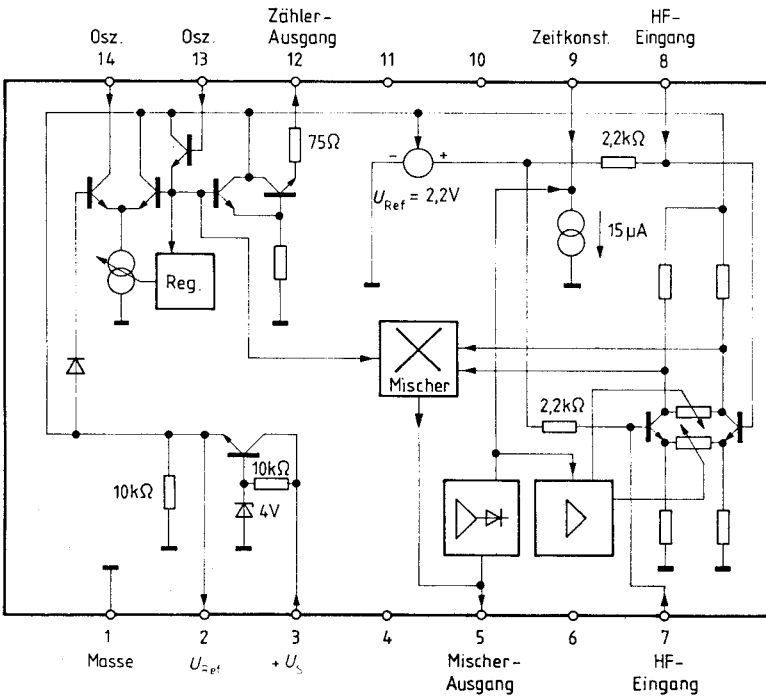 Zähler-
Ausgang
HF-
Eingang
Osz.
Osz.
Zeitkonst.
14
13
12
11
10
9
8
75Ω
2,2kΩ
-
+
U_Ref = 2,2V
15µA
Reg.
Mischer
2,2kΩ
10kΩ
10kΩ
4V
1
2
3
4
5
6
7
Masse
U_Ref
+ U_S
Mischer-
Ausgang
HF-
Eingang